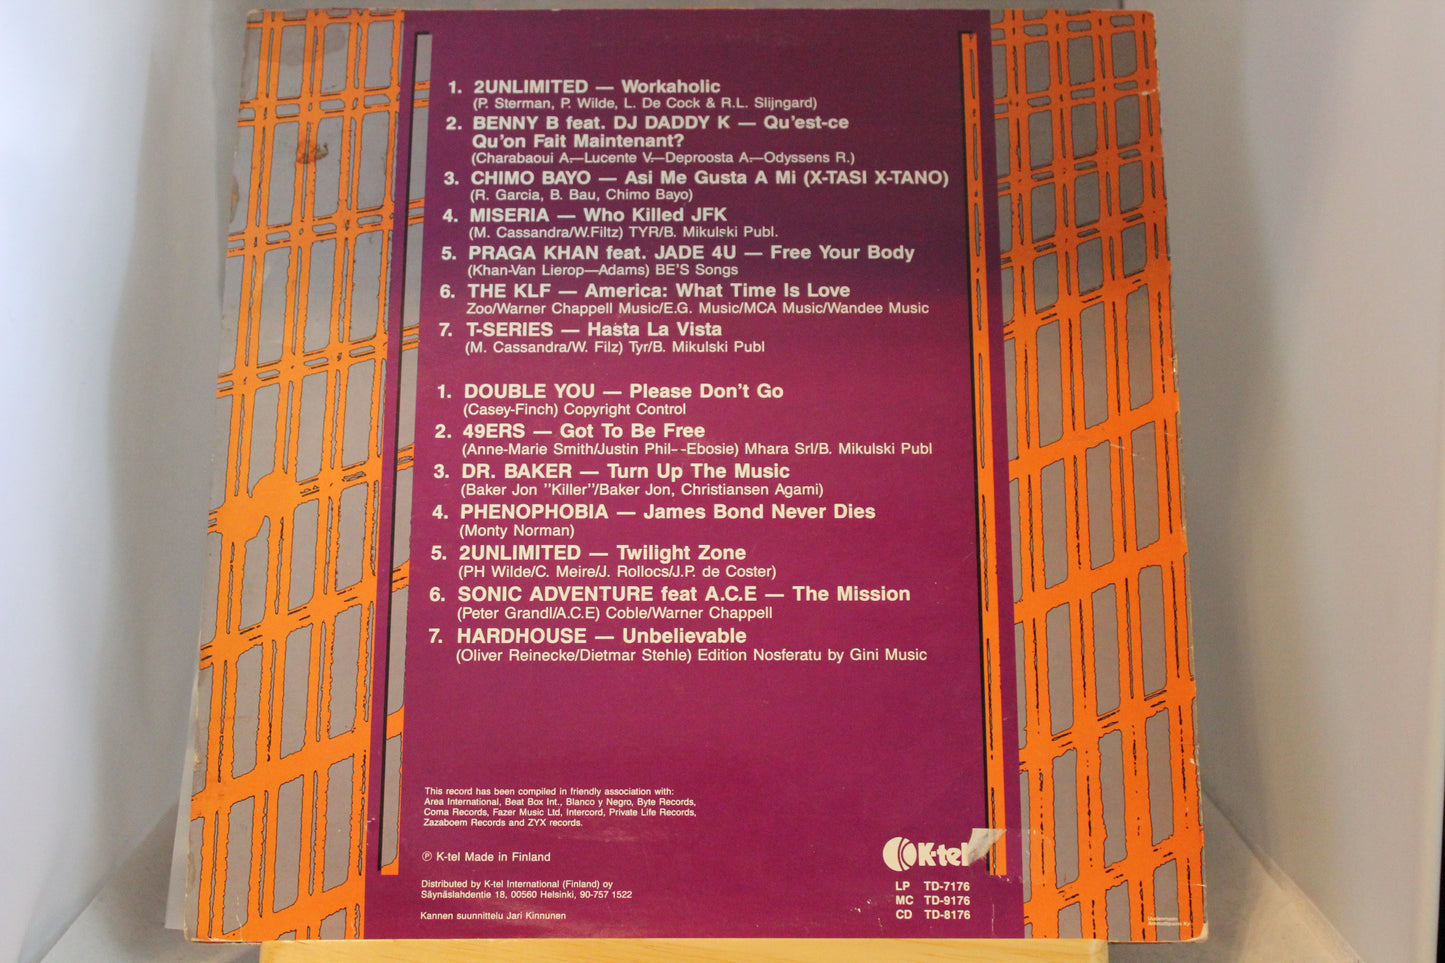 1. 2UNLIMITED — Workaholic
(P. Sterman, P. Wilde, L. De Cock & R.L. Slijngard)
2. BENNY B feat. DJ DADDY K — Qu'est-ce
Qu'on Fait Maintenant?
(Charabaoui A.—Lucente V.—Deproosta A.—Odyssens R.)
3. CHIMO BAYO — Asi Me Gusta A Mi (X-TASI X-TANO)
(R. Garcia, B. Bau, Chimo Bayo)
4. MISERIA — Who Killed JFK
(M. Cassandra/W.Filtz) TYR/B. Mikulski Publ.
5. PRAGA KHAN feat. JADE 4U — Free Your Body
(Khan-Van Lierop—Adams) BE'S Songs
6. THE KLF — America: What Time Is Love
Zoo/Warner Chappell Music/E.G. Music/MCA Music/Wandee Music
7. T-SERIES — Hasta La Vista
(M. Cassandra/W. Filz) Tyr/B. Mikulski Publ
1. DOUBLE YOU — Please Don't Go
(Casey-Finch) Copyright Control
2. 49ERS — Got To Be Free
(Anne-Marie Smith/Justin Phil--Ebosie) Mhara Srl/B. Mikulski Publ
3. DR. BAKER — Turn Up The Music
(Baker Jon "Killer"/Baker Jon, Christiansen Agami)
4. PHENOPHOBIA — James Bond Never Dies
(Monty Norman)
5. 2UNLIMITED — Twilight Zone
(PH Wilde/C. Meire/J. Rollocs/J.P. de Coster)
6. SONIC ADVENTURE feat A.C.E — The Mission
(Peter Grandl/A.C.E) Coble/Warner Chappell
7. HARDHOUSE — Unbelievable
(Oliver Reinecke/Dietmar Stehle) Edition Nosferatu by Gini Music
This record has been compiled in friendly association with:
Area International, Beat Box Int., Blanco y Negro, Byte Records,
Coma Records, Fazer Music Ltd, Intercord, Private Life Records,
Zazaboem Records and ZYX records.
℗ K-tel Made in Finland
Distributed by K-tel International (Finland) oy
Säynäslahdentie 18, 00560 Helsinki, 90-757 1522
Kannen suunnittelu Jari Kinnunen
K-tel
LP TD-7176
MC TD-9176
CD TD-8176